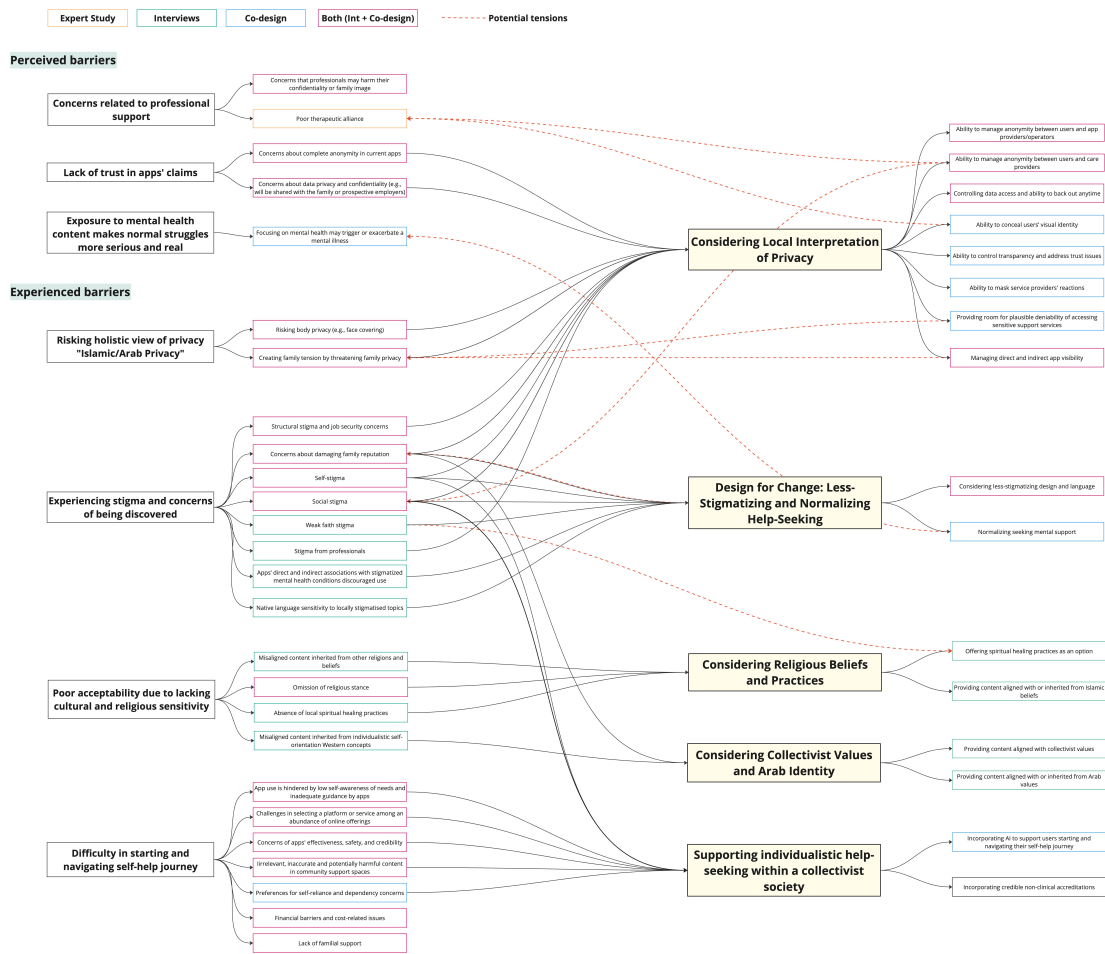 Expert Study
Interviews
Co-design
Both (Int + Co-design)
Potential tensions
Perceived barriers
Concerns related to professional
support
Concerns that professionals may harm their
confidentiality or family image
Poor therapeutic alliance
Lack of trust in apps' claims
Concerns about complete anonymity in current apps
Concerns about data privacy and confidentiality (e.g.,
will be shared with the family or prospective employers)
Exposure to mental health
content makes normal struggles
more serious and real
Focusing on mental health may trigger or exacerbate a
mental illness
Experienced barriers
Risking holistic view of privacy
"Islamic/Arab Privacy"
Risking body privacy (e.g., face covering)
Creating family tension by threatening family privacy
Experiencing stigma and concerns
of being discovered
Structural stigma and job security concerns
Concerns about damaging family reputation
Self-stigma
Social stigma
Weak faith stigma
Stigma from professionals
Apps' direct and indirect associations with stigmatized
mental health conditions discouraged use
Native language sensitivity to locally stigmatised topics
Poor acceptability due to lacking
cultural and religious sensitivity
Misaligned content inherited from other religions and
beliefs
Omission of religious stance
Absence of local spiritual healing practices
Misaligned content inherited from individualistic self-
orientation Western concepts
Difficulty in starting and
navigating self-help journey
App use is hindered by low self-awareness of needs and
inadequate guidance by apps
Challenges in selecting a platform or service among an
abundance of online offerings
Concerns of apps' effectiveness, safety, and credibility
Iirrelevant, inaccurate and potentially harmful content
in community support spaces
Preferences for self-reliance and dependency concerns
Financial barriers and cost-related issues
Lack of familial support
Considering Local Interpretation
of Privacy
Ability to manage anonymity between users and app
providers/operators
Ability to manage anonymity between users and care
providers
Controlling data access and ability to back out anytime
Ability to conceal users' visual identity
Ability to control transparency and address trust issues
Ability to mask service providers' reactions
Providing room for plausible deniability of accessing
sensitive support services
Managing direct and indirect app visibility
Design for Change: Less-
Stigmatizing and Normalizing
Help-Seeking
Considering less-stigmatizing design and language
Normalizing seeking mental support
Considering Religious Beliefs
and Practices
Offering spiritual healing practices as an option
Providing content aligned with or inherited from Islamic
beliefs
Considering Collectivist Values
and Arab Identity
Providing content aligned with collectivist values
Providing content aligned with or inherited from Arab
values
Supporting individualistic help-
seeking within a collectivist
society
Incorporating AI to support users starting and
navigating their self-help journey
Incorporating credible non-clinical accreditations